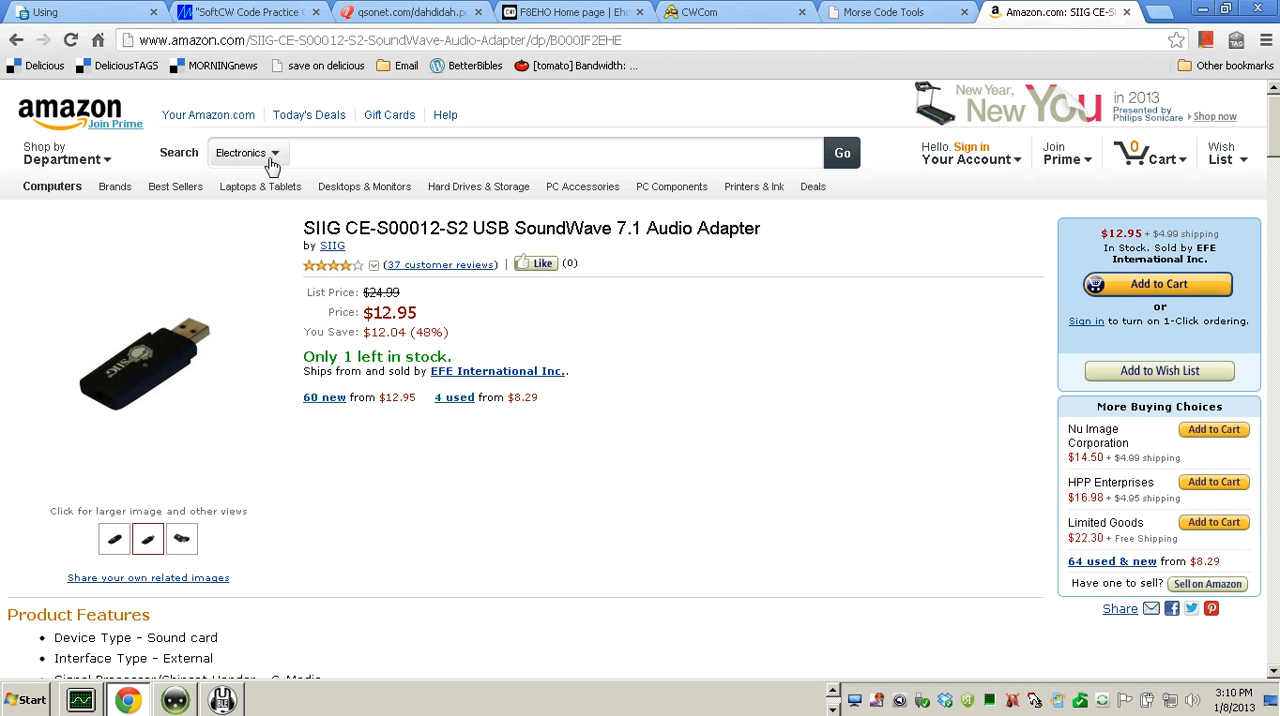 Using
"SoftCW Code Practice
qsonet.com/dahdidah.p
F8EHO Home page | Eh
CWCom
Morse Code Tools
Amazon.com: SIIG CE-S
www.amazon.com/SIIG-CE-S00012-S2-SoundWave-Audio-Adapter/dp/B000IF2EHE
Delicious
DeliciousTAGS
MORNINGnews
save on delicious
Email
BetterBibles
[tomato] Bandwidth: ...
Other bookmarks
amazon
Join Prime
Your Amazon.com
Today's Deals
Gift Cards
Help
New Year,
New You
in 2013
Presented by
Philips Sonicare
Shop now
Shop by
Department
Search
Electronics
Go
Hello. Sign in
Your Account
Join
Prime
0
Cart
Wish
List
Computers
Brands
Best Sellers
Laptops & Tablets
Desktops & Monitors
Hard Drives & Storage
PC Accessories
PC Components
Printers & Ink
Deals
SIIG CE-S00012-S2 USB SoundWave 7.1 Audio Adapter
by SIIG
(37 customer reviews) | Like (0)
List Price: $24.99
Price: $12.95
You Save: $12.04 (48%)
Only 1 left in stock.
Ships from and sold by EFE International Inc..
60 new from $12.95 4 used from $8.29
SIIG
Click for larger image and other views
Share your own related images
$12.95 + $4.99 shipping
In Stock. Sold by EFE
International Inc.
Add to Cart
or
Sign in to turn on 1-Click ordering.
Add to Wish List
More Buying Choices
Nu Image
Corporation
Add to Cart
$14.50 + $4.99 shipping
HPP Enterprises
Add to Cart
$16.98 + $4.95 shipping
Limited Goods
Add to Cart
$22.30 + Free Shipping
64 used & new from $8.29
Have one to sell? Sell on Amazon
Share
Product Features
Device Type - Sound card
Interface Type - External
Start
3:10 PM
1/8/2013